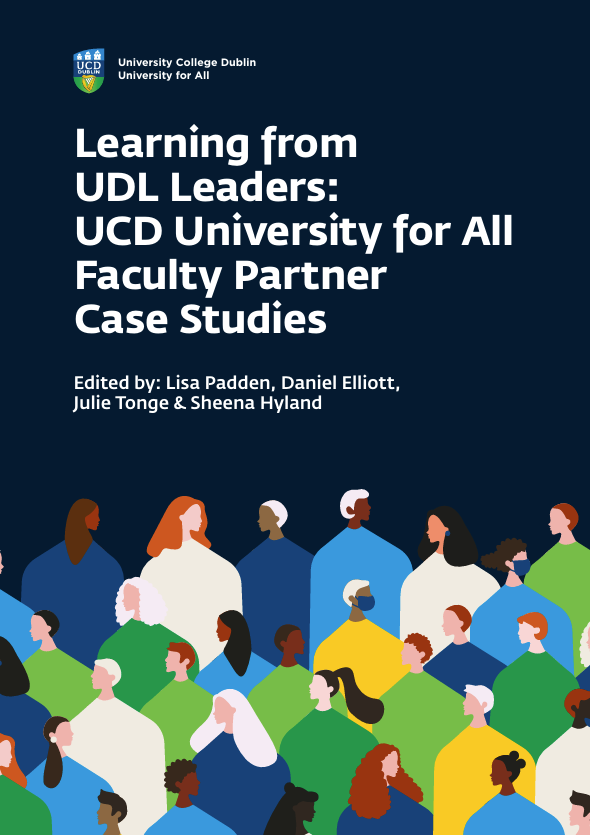 UCD
DUBLIN
University College Dublin
University for All
Learning from
UDL Leaders:
UCD University for All
Faculty Partner
Case Studies
Edited by: Lisa Padden, Daniel Elliott,
Julie Tonge & Sheena Hyland